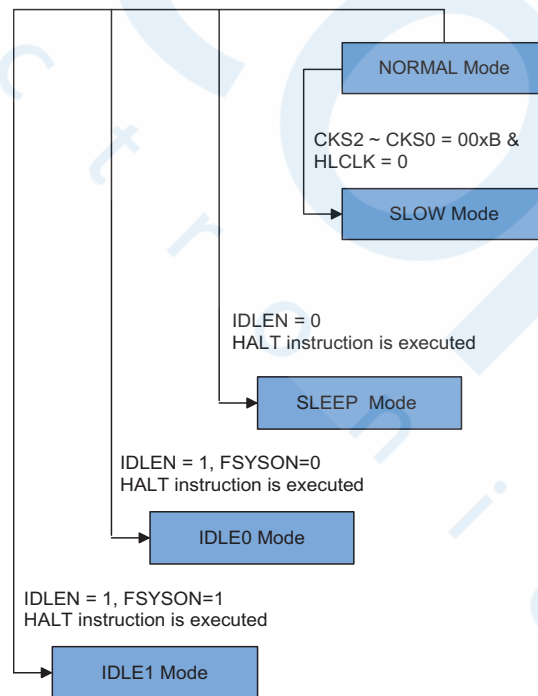 NORMAL Mode
CKS2 ~ CKS0 = 00xB &
HLCLK = 0
SLOW Mode
IDLEN = 0
HALT instruction is executed
SLEEP Mode
IDLEN = 1, FSYSON=0
HALT instruction is executed
IDLE0 Mode
IDLEN = 1, FSYSON=1
HALT instruction is executed
IDLE1 Mode